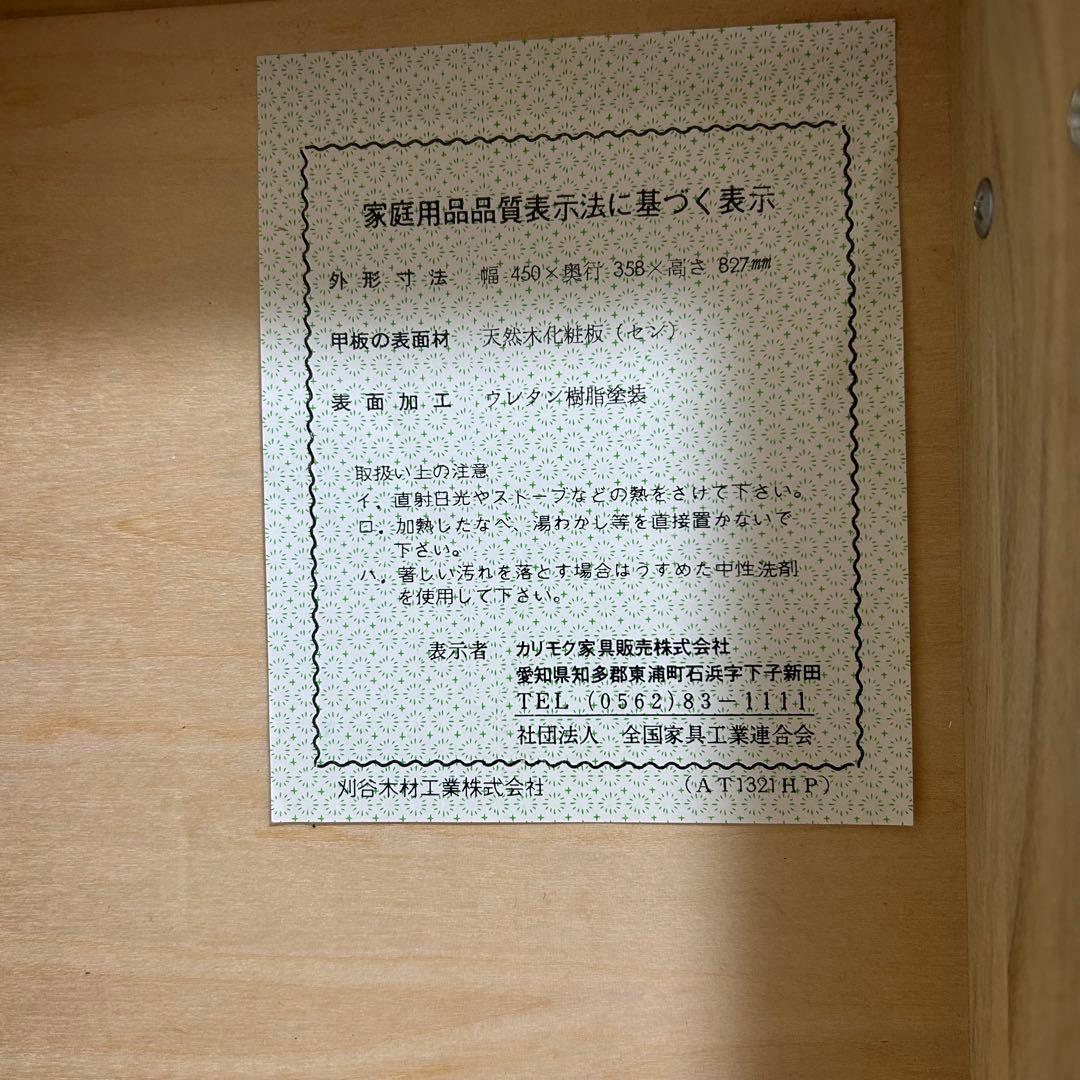 家庭用品品質表示法に基づく表示
外形寸法 幅 450×奥行 358×高さ 827mm
甲板の表面材 天然木化粧板(セン)
表面加工 ウレタン樹脂塗装
取扱い上の注意
イ.直射日光やストーブなどの熱をさけて下さい。
ロ.加熱したなべ、湯わかし等を直接置かないで
下さい。
ハ.著しい汚れを落とす場合はうすめた中性洗剤
を使用して下さい。
表示者 カリモク家具販売株式会社
愛知県知多郡東浦町石浜字下子新田
TEL (0562)83-1111
社団法人 全国家具工業連合会
刈谷木材工業株式会社 (AT1321HP)